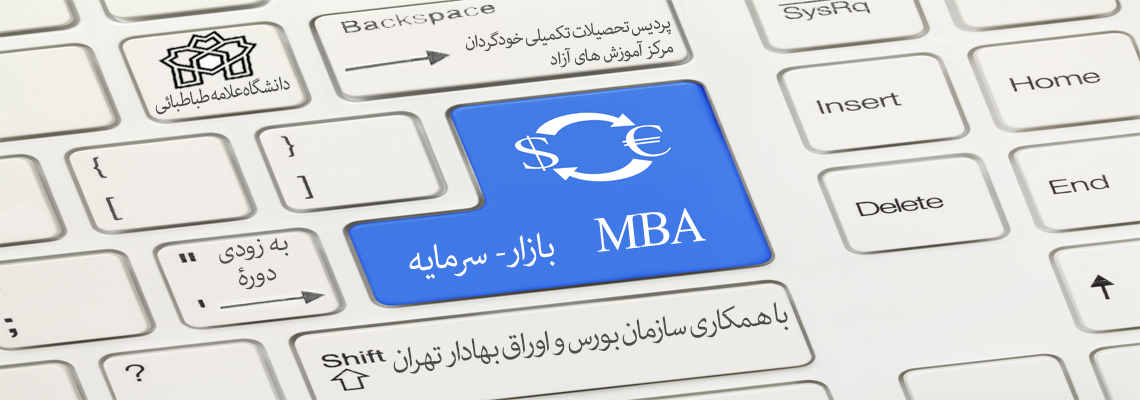 Backspace
پردیس تحصیلات تکمیلی خودگردان
مرکز آموزش های آزاد
SysRq
دانشگاه علامه طباطبائی
Insert
Home
$ €
{
[
}
]
Delete
End
MBA
بازار- سرمایه
"
'
به زودی
دورهٔ
;
?
Shift
با همکاری سازمان بورس و اوراق بهادار تهران